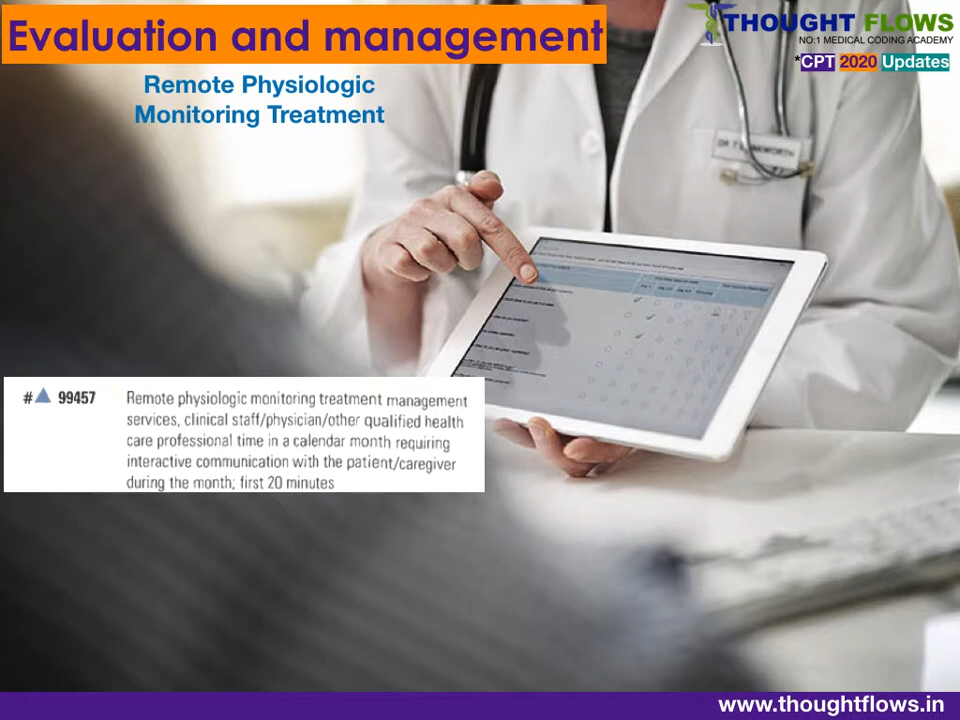 Evaluation and management
Remote Physiologic
Monitoring Treatment
THOUGHT FLOWS
NO:1 MEDICAL CODING ACADEMY
*CPT 2020 Updates
#▲ 99457 Remote physiologic monitoring treatment management
services, clinical staff/physician/other qualified health
care professional time in a calendar month requiring
interactive communication with the patient/caregiver
during the month; first 20 minutes
www.thoughtflows.in